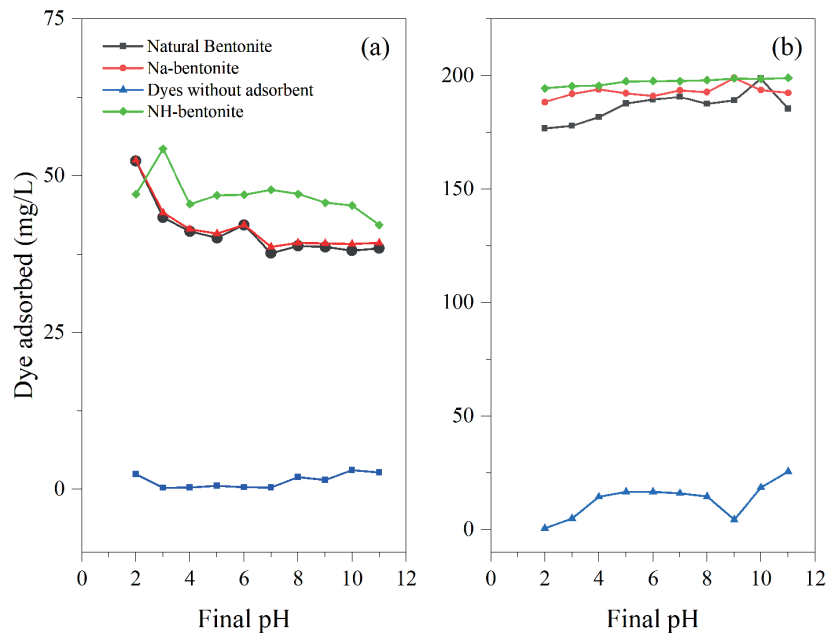 (a)
Natural Bentonite
Na-bentonite
Dyes without adsorbent
NH-bentonite
75
50
25
0
0 2 4 6 8 10 12
Final pH
Dye adsorbed (mg/L)
(b)
200
150
100
50
0
0 2 4 6 8 10 12
Final pH